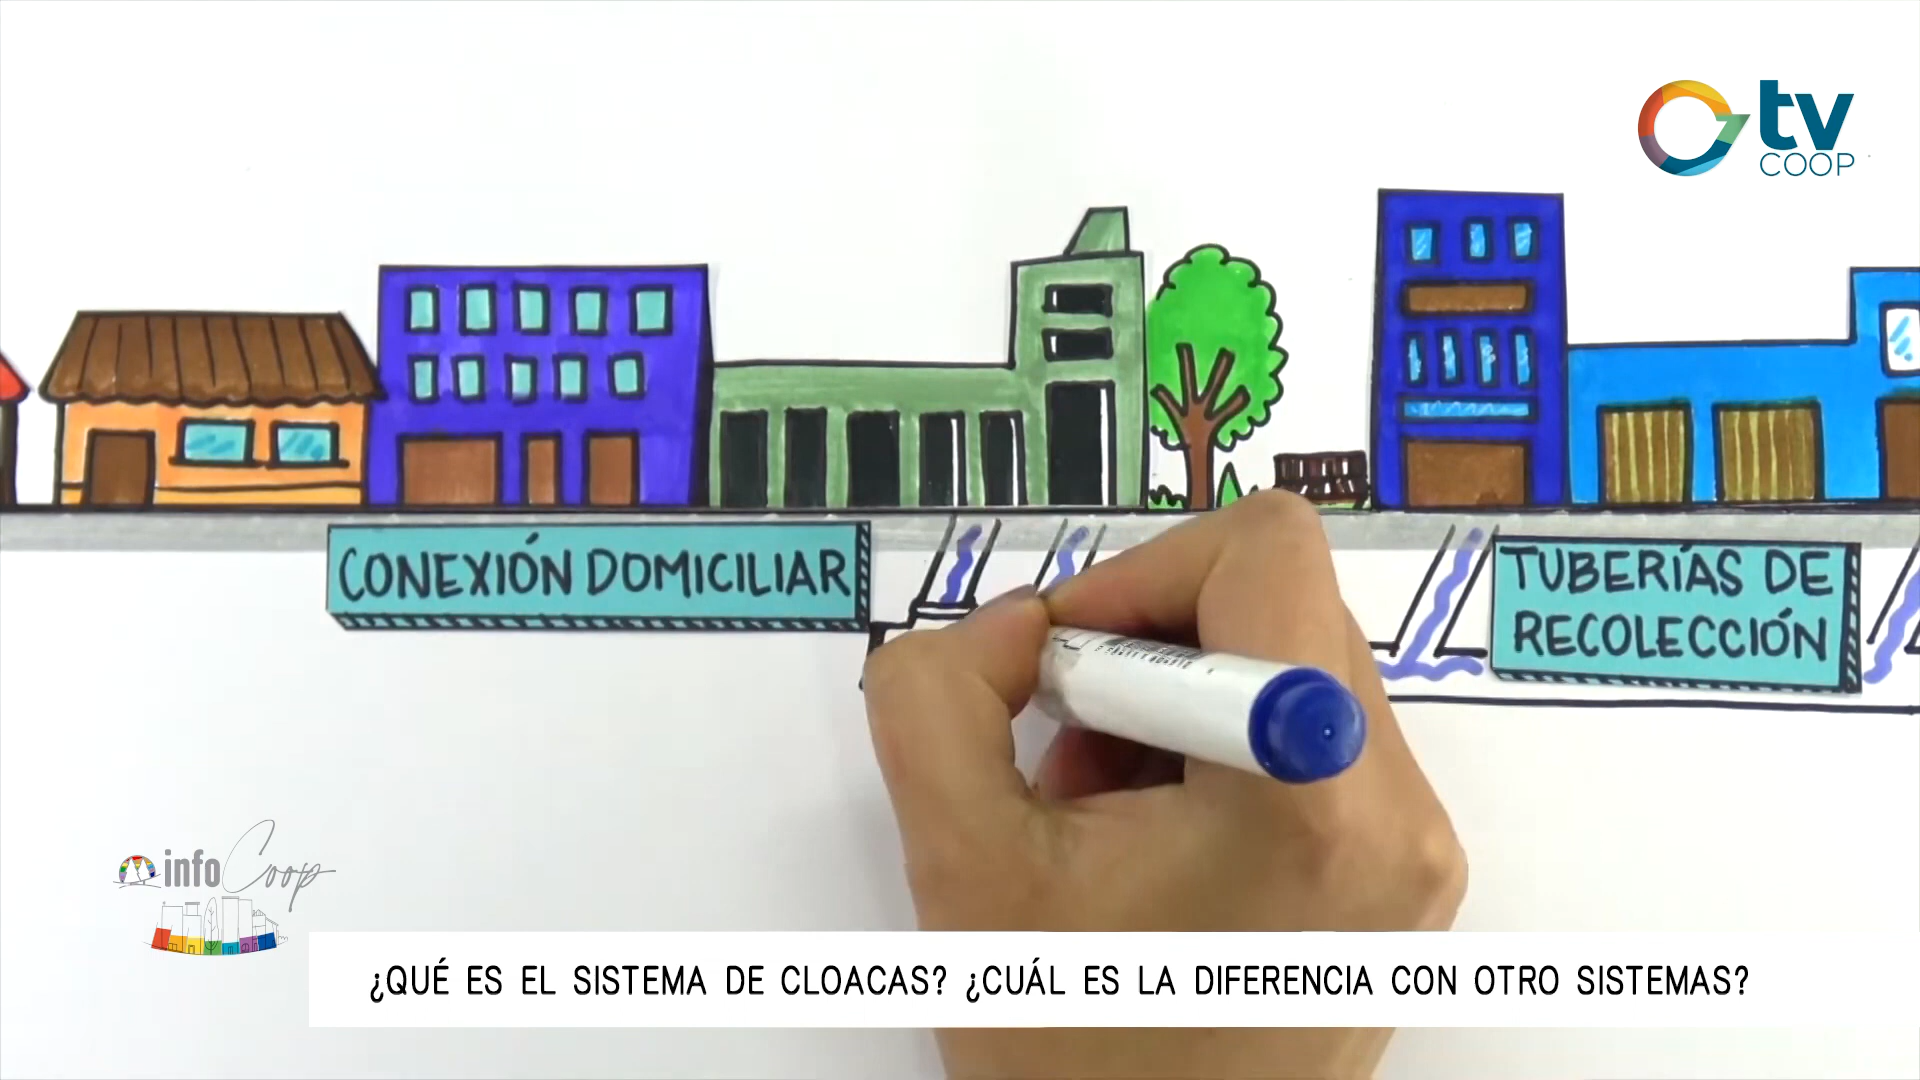 tv
COOP
CONEXIÓN DOMICILIAR
TUBERÍAS DE
RECOLECCIÓN
info Coop
¿QUÉ ES EL SISTEMA DE CLOACAS? ¿CUÁL ES LA DIFERENCIA CON OTRO SISTEMAS?